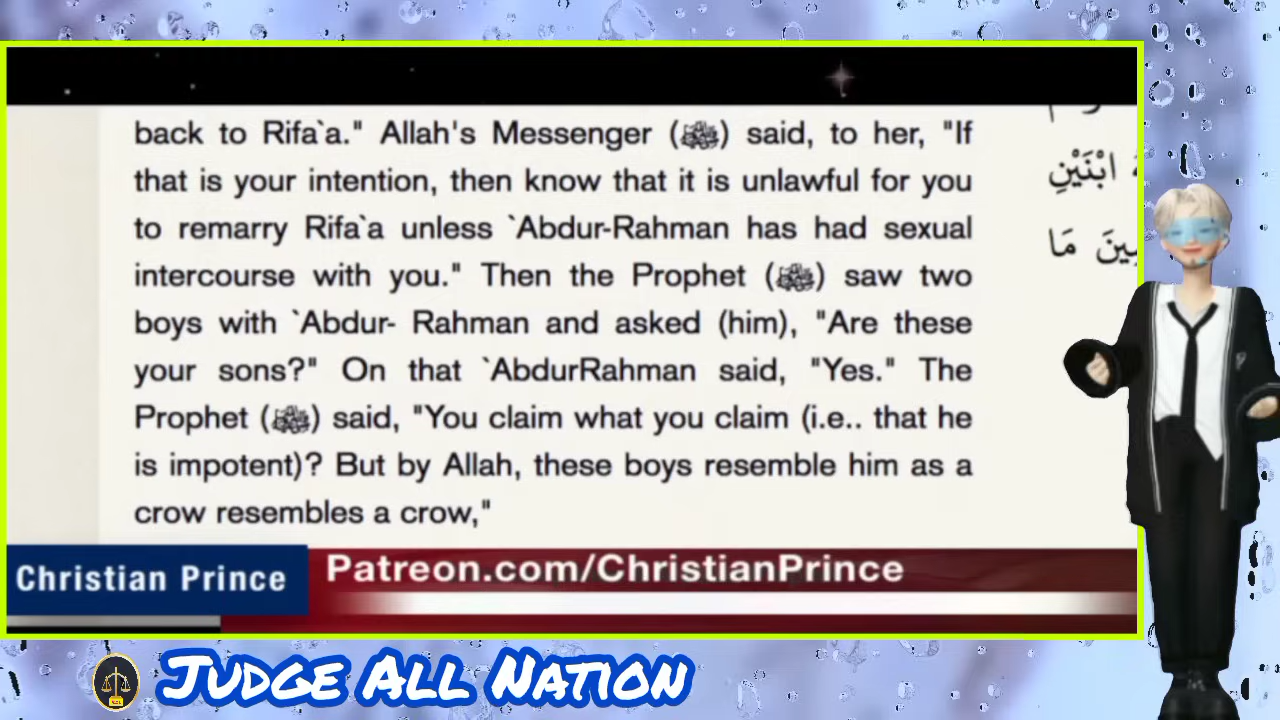 back to Rifa`a." Allah's Messenger (ﷺ) said, to her, "If
that is your intention, then know that it is unlawful for you
to remarry Rifa`a unless `Abdur-Rahman has had sexual
intercourse with you." Then the Prophet (ﷺ) saw two
boys with `Abdur- Rahman and asked (him), "Are these
your sons?" On that `AbdurRahman said, "Yes." The
Prophet (ﷺ) said, "You claim what you claim (i.e.. that he
is impotent)? But by Allah, these boys resemble him as a
crow resembles a crow,"
ابْنَيْنِ
مَا
Christian Prince
Patreon.com/ChristianPrince
JUDGE ALL NATION